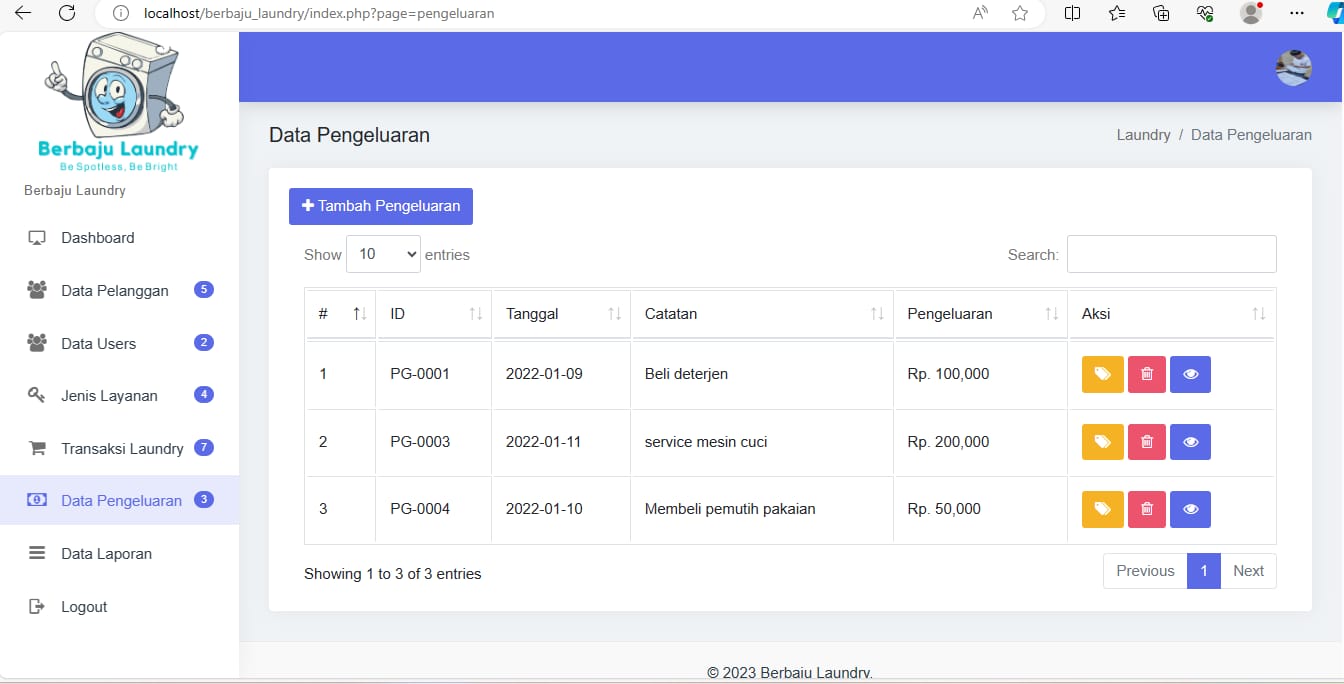 localhost/berbaju_laundry/index.php?page=pengeluaran
Berbaju Laundry
Be Spotless, Be Bright
Berbaju Laundry
Dashboard
Data Pelanggan 5
Data Users 2
Jenis Layanan 4
Transaksi Laundry 7
Data Pengeluaran 3
Data Laporan
Logout
Data Pengeluaran
Laundry / Data Pengeluaran
Tambah Pengeluaran
Show 10 entries
Search:
# ID Tanggal Catatan Pengeluaran Aksi
1 PG-0001 2022-01-09 Beli deterjen Rp. 100,000
2 PG-0003 2022-01-11 service mesin cuci Rp. 200,000
3 PG-0004 2022-01-10 Membeli pemutih pakaian Rp. 50,000
Showing 1 to 3 of 3 entries
Previous 1 Next
© 2023 Berbaju Laundry.